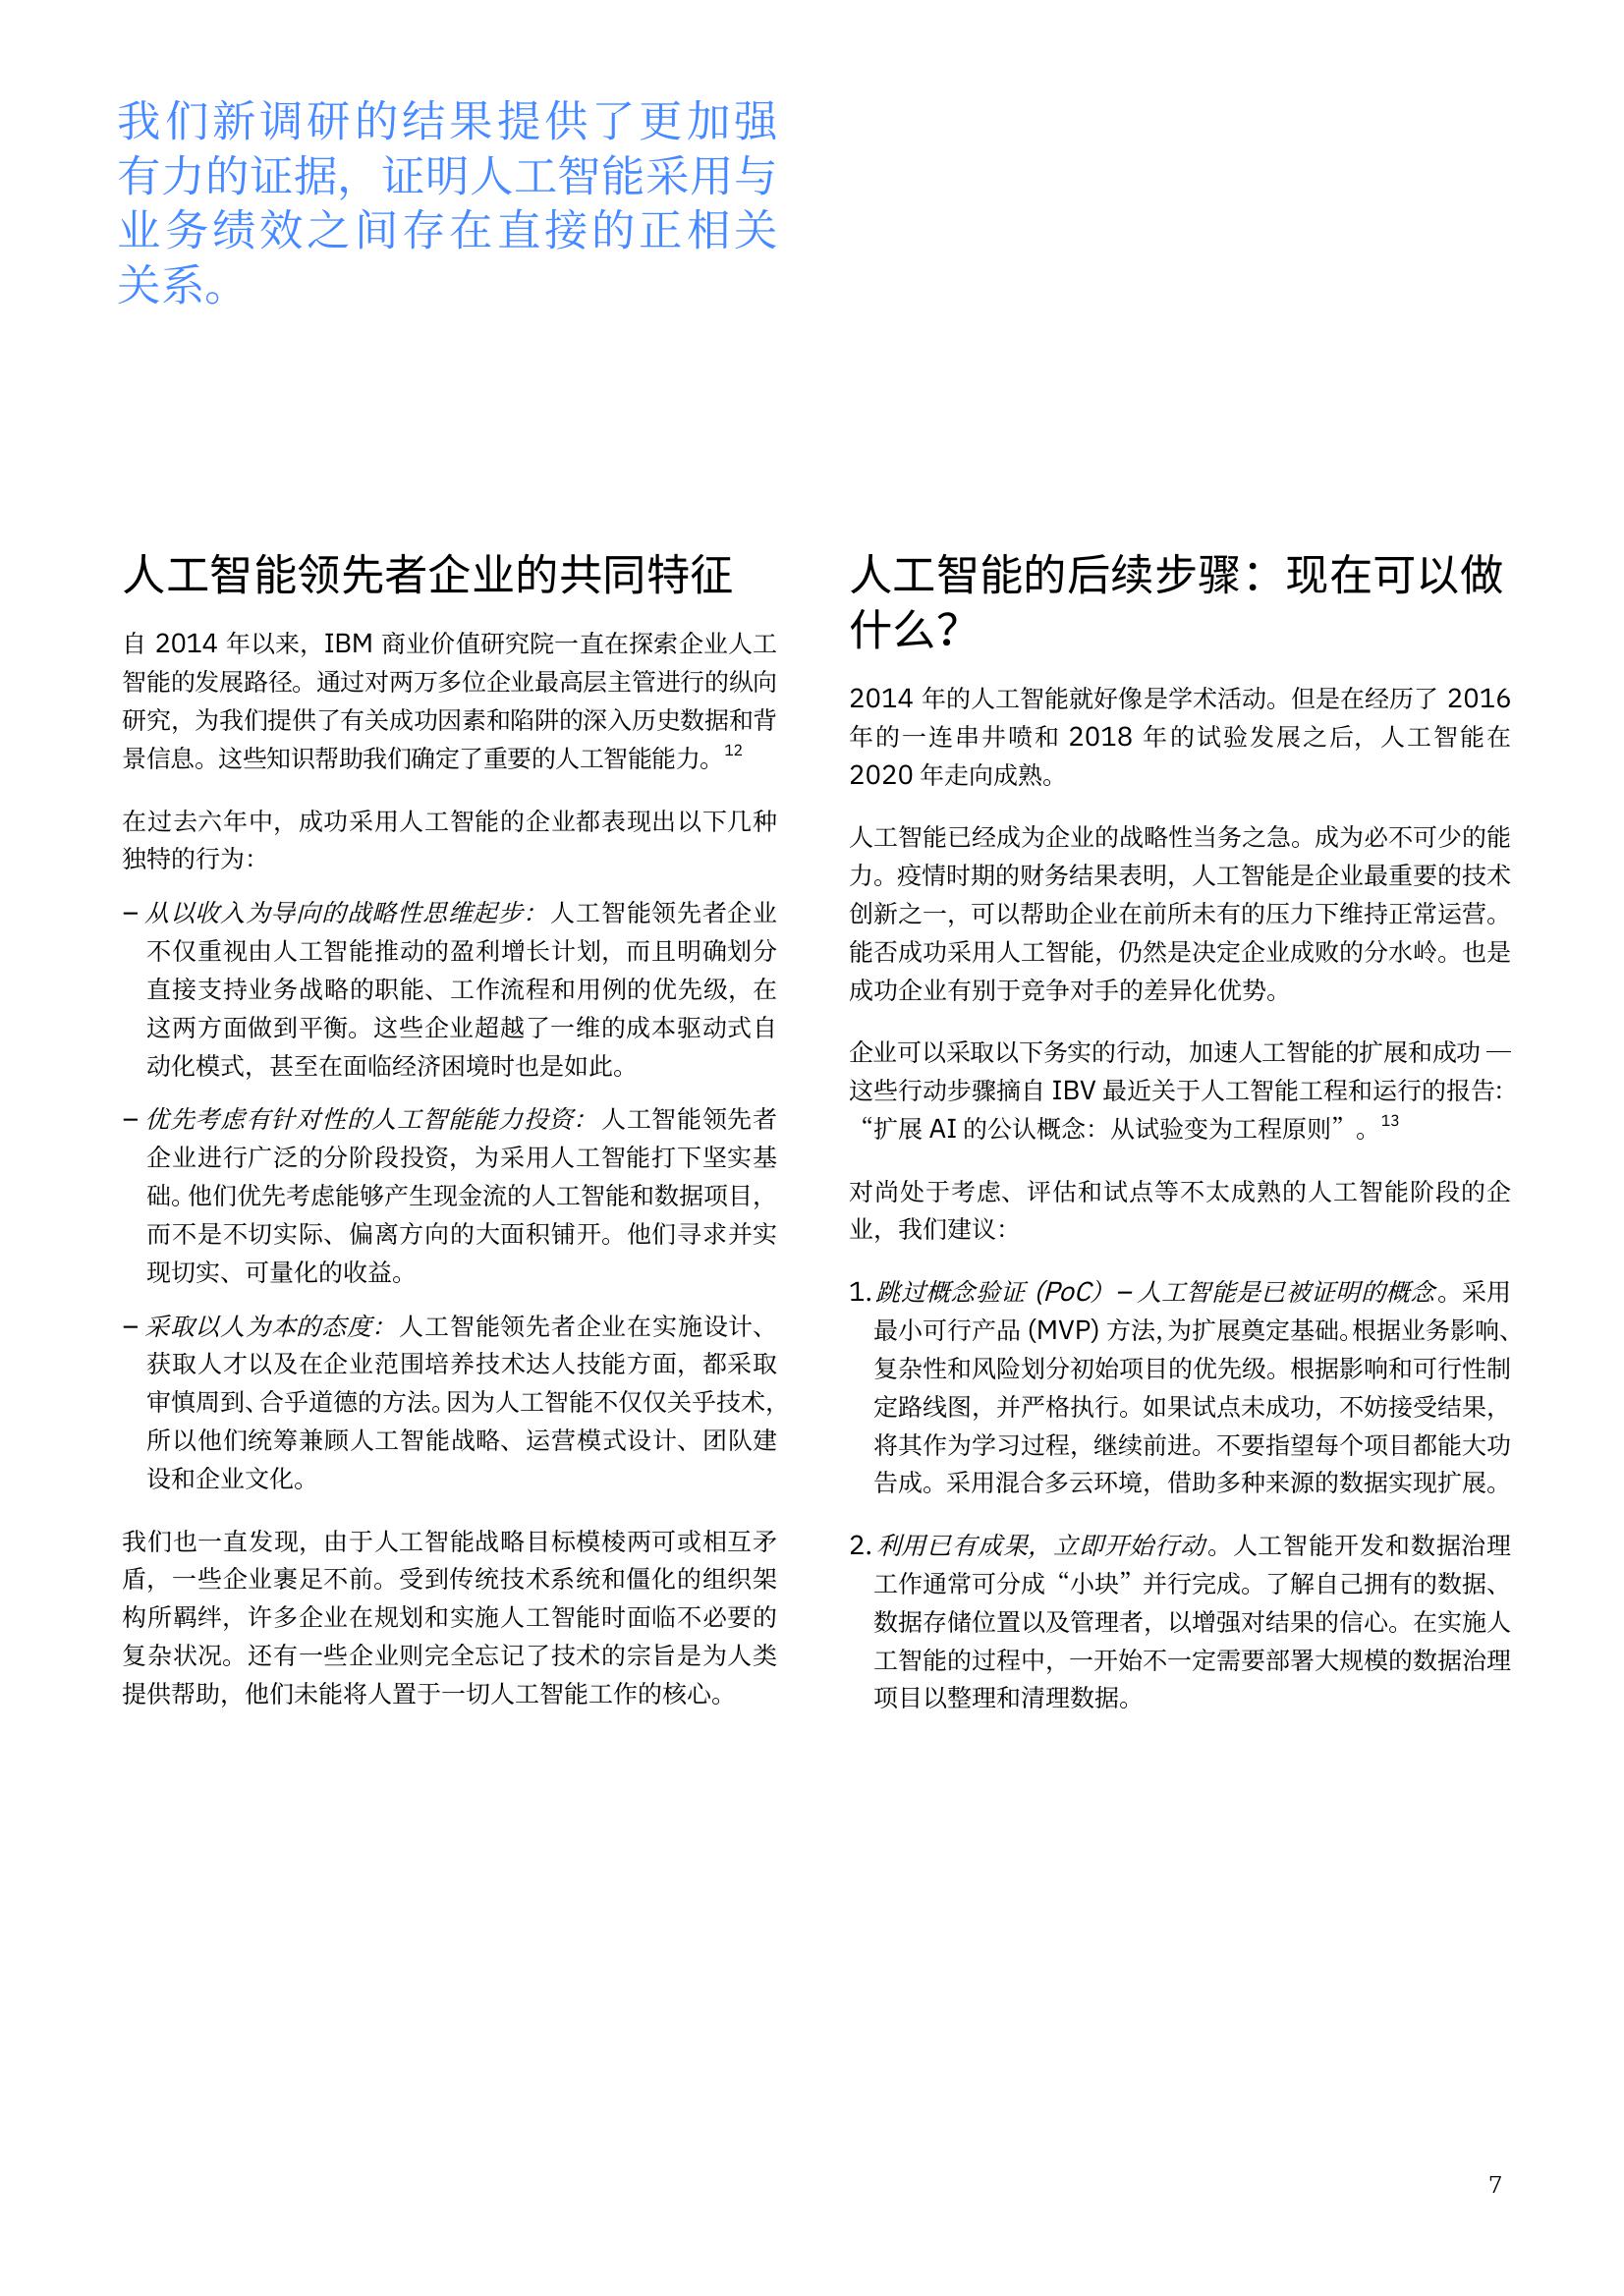 我们新调研的结果提供了更加强
有力的证据，证明人工智能采用与
业务绩效之间存在直接的正相关
关系。
人工智能领先者企业的共同特征
自 2014 年以来，IBM 商业价值研究院一直在探索企业人工
智能的发展路径。通过对两万多位企业最高层主管进行的纵向
研究，为我们提供了有关成功因素和陷阱的深入历史数据和背
景信息。这些知识帮助我们确定了重要的人工智能能力。12
在过去六年中，成功采用人工智能的企业都表现出以下几种
独特的行为：
– 从以收入为导向的战略性思维起步：人工智能领先者企业
不仅重视由人工智能推动的盈利增长计划，而且明确划分
直接支持业务战略的职能、工作流程和用例的优先级，在
这两方面做到平衡。这些企业超越了一维的成本驱动式自
动化模式，甚至在面临经济困境时也是如此。
– 优先考虑有针对性的人工智能能力投资：人工智能领先者
企业进行广泛的分阶段投资，为采用人工智能打下坚实基
础。他们优先考虑能够产生现金流的人工智能和数据项目，
而不是不切实际、偏离方向的大面积铺开。他们寻求并实
现切实、可量化的收益。
– 采取以人为本的态度：人工智能领先者企业在实施设计、
获取人才以及在企业范围培养技术达人技能方面，都采取
审慎周到、合乎道德的方法。因为人工智能不仅仅关乎技术，
所以他们统筹兼顾人工智能战略、运营模式设计、团队建
设和企业文化。
我们也一直发现，由于人工智能战略目标模棱两可或相互矛
盾，一些企业裹足不前。受到传统技术系统和僵化的组织架
构所羁绊，许多企业在规划和实施人工智能时面临不必要的
复杂状况。还有一些企业则完全忘记了技术的宗旨是为人类
提供帮助，他们未能将人置于一切人工智能工作的核心。
人工智能的后续步骤：现在可以做
什么？
2014 年的人工智能就好像是学术活动。但是在经历了 2016
年的一连串井喷和 2018 年的试验发展之后，人工智能在
2020 年走向成熟。
人工智能已经成为企业的战略性当务之急。成为必不可少的能
力。疫情时期的财务结果表明，人工智能是企业最重要的技术
创新之一，可以帮助企业在前所未有的压力下维持正常运营。
能否成功采用人工智能，仍然是决定企业成败的分水岭。也是
成功企业有别于竞争对手的差异化优势。
企业可以采取以下务实的行动，加速人工智能的扩展和成功 —
这些行动步骤摘自 IBV 最近关于人工智能工程和运行的报告：
“扩展 AI 的公认概念：从试验变为工程原则”。13
对尚处于考虑、评估和试点等不太成熟的人工智能阶段的企
业，我们建议：
1. 跳过概念验证 (PoC）– 人工智能是已被证明的概念。采用
最小可行产品 (MVP) 方法，为扩展奠定基础。根据业务影响、
复杂性和风险划分初始项目的优先级。根据影响和可行性制
定路线图，并严格执行。如果试点未成功，不妨接受结果，
将其作为学习过程，继续前进。不要指望每个项目都能大功
告成。采用混合多云环境，借助多种来源的数据实现扩展。
2. 利用已有成果，立即开始行动。人工智能开发和数据治理
工作通常可分成“小块”并行完成。了解自己拥有的数据、
数据存储位置以及管理者，以增强对结果的信心。在实施人
工智能的过程中，一开始不一定需要部署大规模的数据治理
项目以整理和清理数据。
7